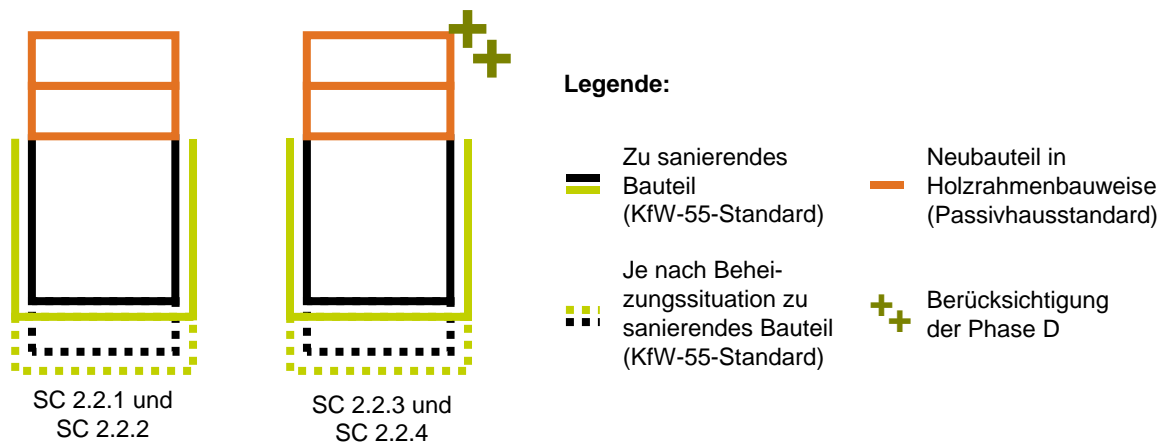 Legende:
Zu sanierendes
Bauteil
(KfW-55-Standard)
Neubauteil in
Holzrahmenbauweise
(Passivhausstandard)
Je nach Behei-
zungssituation zu
sanierendes Bauteil
(KfW-55-Standard)
Berücksichtigung
der Phase D
SC 2.2.1 und
SC 2.2.2
SC 2.2.3 und
SC 2.2.4